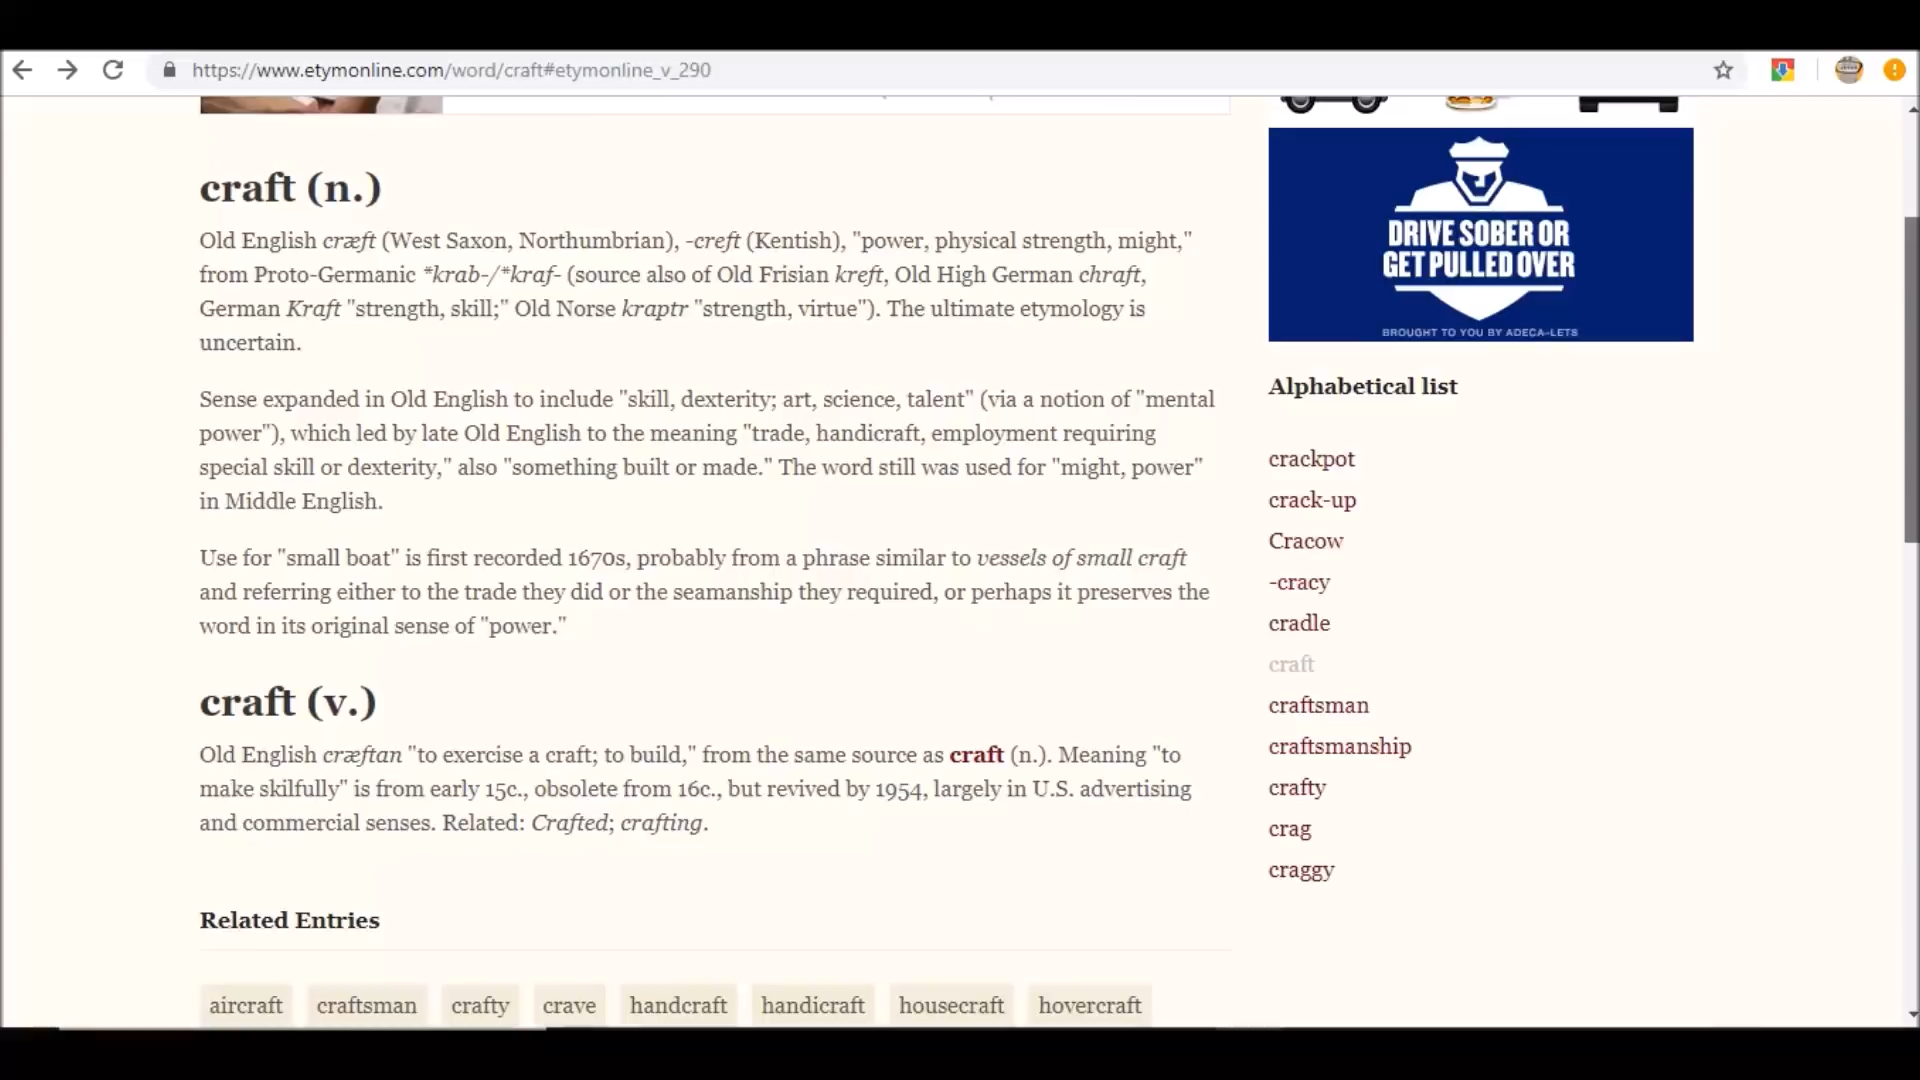 https://www.etymonline.com/word/craft#etymonline_v_290
craft (n.)
Old English cræft (West Saxon, Northumbrian), -creft (Kentish), "power, physical strength, might,"
from Proto-Germanic *krab-/*kraf- (source also of Old Frisian kreft, Old High German chraft,
German Kraft "strength, skill;" Old Norse kraptr "strength, virtue"). The ultimate etymology is
uncertain.
Sense expanded in Old English to include "skill, dexterity; art, science, talent" (via a notion of "mental
power"), which led by late Old English to the meaning "trade, handicraft, employment requiring
special skill or dexterity," also "something built or made." The word still was used for "might, power"
in Middle English.
Use for "small boat" is first recorded 1670s, probably from a phrase similar to vessels of small craft
and referring either to the trade they did or the seamanship they required, or perhaps it preserves the
word in its original sense of "power."
craft (v.)
Old English cræftan "to exercise a craft; to build," from the same source as craft (n.). Meaning "to
make skilfully" is from early 15c., obsolete from 16c., but revived by 1954, largely in U.S. advertising
and commercial senses. Related: Crafted; crafting.
Related Entries
aircraft craftsman crafty crave handcraft handicraft housecraft hovercraft
DRIVE SOBER OR
GET PULLED OVER
BROUGHT TO YOU BY ADECA-LETS
Alphabetical list
crackpot
crack-up
Cracow
-cracy
cradle
craft
craftsman
craftsmanship
crafty
crag
craggy